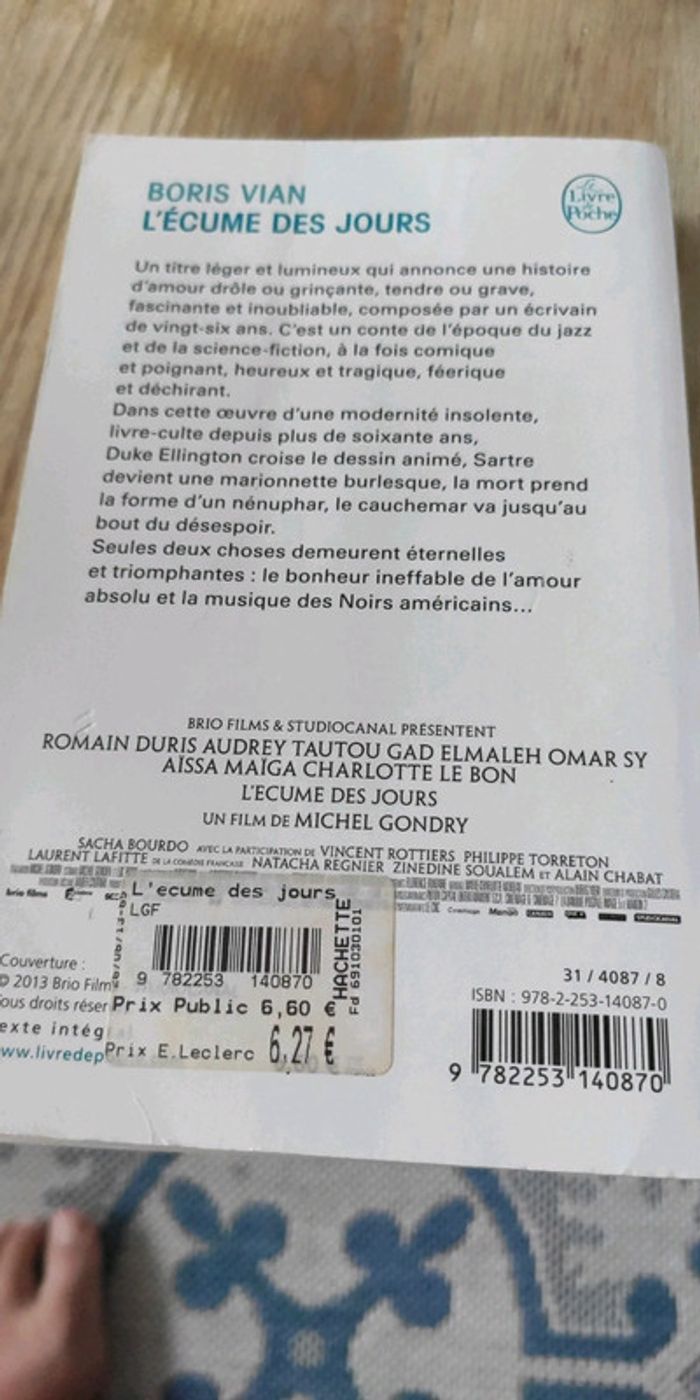 BORIS VIAN
L'ÉCUME DES JOURS
Le
Livre
de
Poche
Un titre léger et lumineux qui annonce une histoire
d'amour drôle ou grinçante, tendre ou grave,
fascinante et inoubliable, composée par un écrivain
de vingt-six ans. C'est un conte de l'époque du jazz
et de la science-fiction, à la fois comique
et poignant, heureux et tragique, féerique
et déchirant.
Dans cette œuvre d'une modernité insolente,
livre-culte depuis plus de soixante ans,
Duke Ellington croise le dessin animé, Sartre
devient une marionnette burlesque, la mort prend
la forme d'un nénuphar, le cauchemar va jusqu'au
bout du désespoir.
Seules deux choses demeurent éternelles
et triomphantes : le bonheur ineffable de l'amour
absolu et la musique des Noirs américains...
BRIO FILMS & STUDIOCANAL PRÉSENTENT
ROMAIN DURIS AUDREY TAUTOU GAD ELMALEH OMAR SY
AÏSSA MAÏGA CHARLOTTE LE BON
L'ECUME DES JOURS
UN FILM DE MICHEL GONDRY
SACHA BOURDO AVEC LA PARTICIPATION DE VINCENT ROTTIERS PHILIPPE TORRETON
LAURENT LAFITTE DE LA COMÉDIE FRANÇAISE NATACHA REGNIER ZINEDINE SOUALEM ET ALAIN CHABAT
brio films
STUDIOCANAL
L'ecume des jours
LGF
HACHETTE
Fd 691030101
9 782253 140870
Prix Public 6,60 €
Prix E.Leclerc 6,27 €
Couverture :
© 2013 Brio Film
ous droits réser
exte intég
ww.livredep
31 / 4087 / 8
ISBN : 978-2-253-14087-0
9 782253 140870